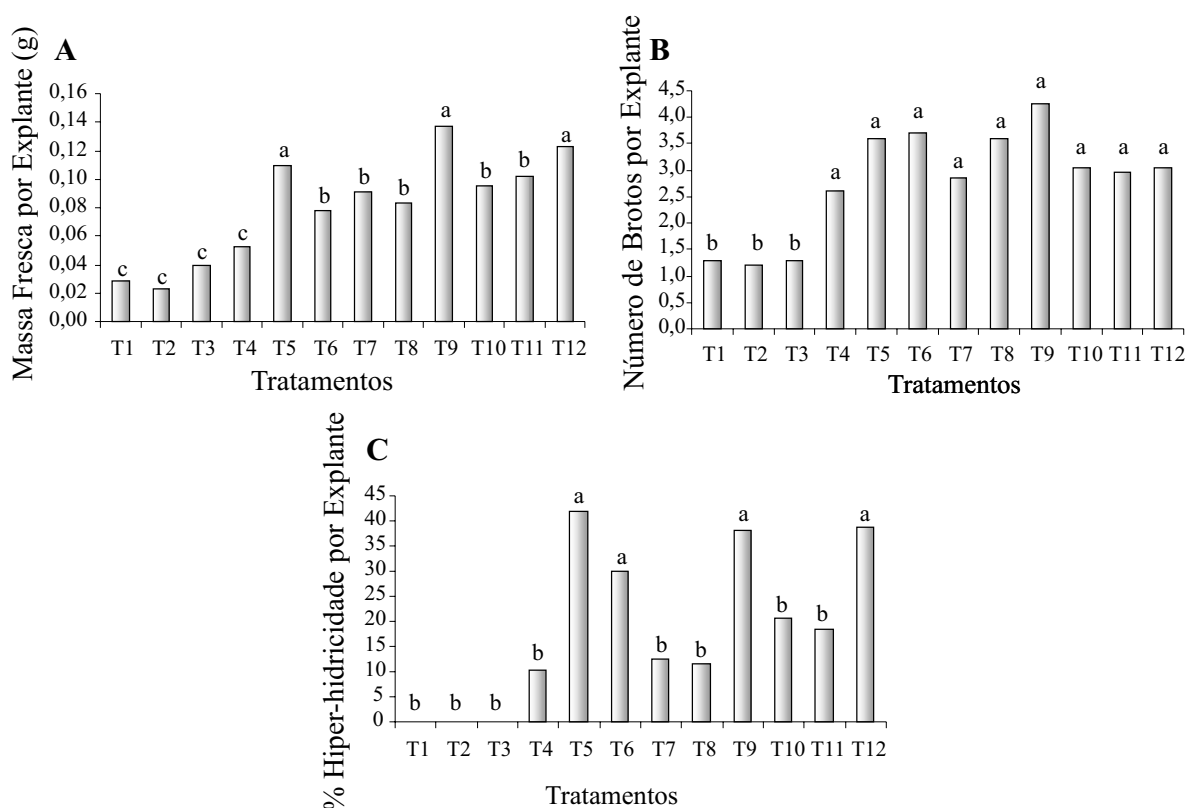 A
Massa Fresca por Explante (g)
0,16
0,14
0,12
0,10
0,08
0,06
0,04
0,02
0,00
c c c c a b b b a b b a
T1 T2 T3 T4 T5 T6 T7 T8 T9 T10 T11 T12
Tratamentos
B
Número de Brotos por Explante
4,5
4,0
3,5
3,0
2,5
2,0
1,5
1,0
0,5
0,0
b b b a a a a a a a a a
T1 T2 T3 T4 T5 T6 T7 T8 T9 T10 T11 T12
Tratamentos
C
% Hiper-hidricidade por Explante
45
40
35
30
25
20
15
10
5
0
b b b b a a b b a b b a
T1 T2 T3 T4 T5 T6 T7 T8 T9 T10 T11 T12
Tratamentos